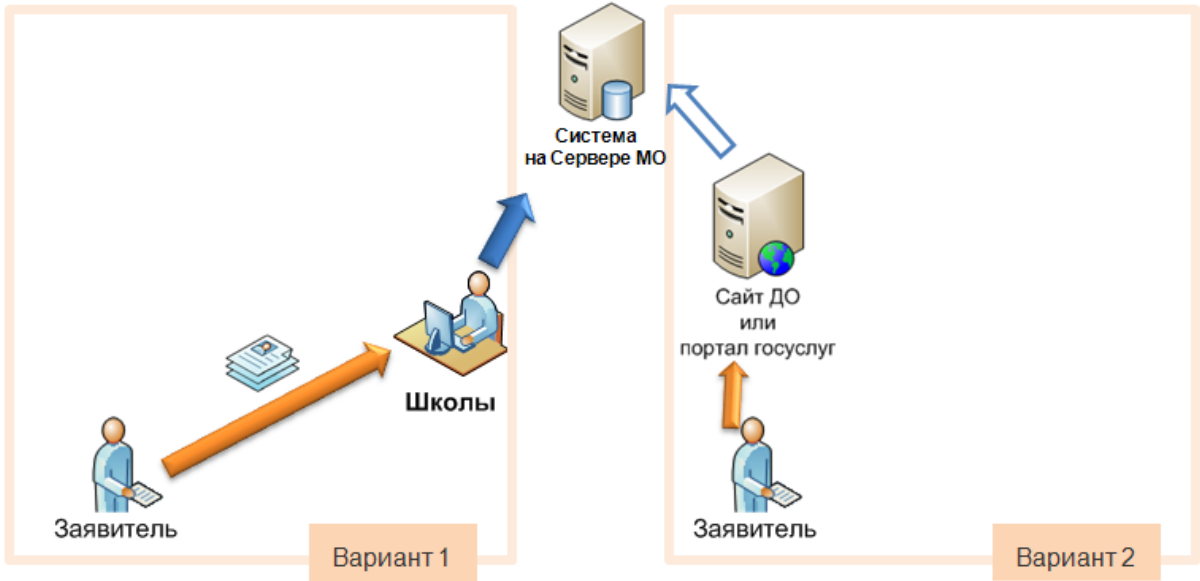 Система
на Сервере МО
Сайт ДО
или
портал госуслуг
Школы
Заявитель
Заявитель
Вариант 1
Вариант 2